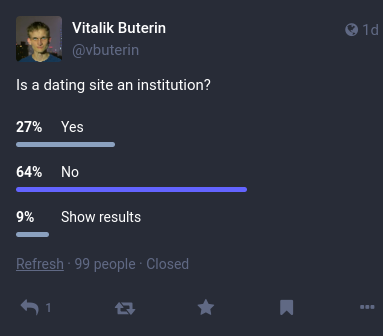 Vitalik Buterin
1d
@vbuterin
Is a dating site an institution?
27% Yes
64% No
9% Show results
Refresh · 99 people · Closed
1